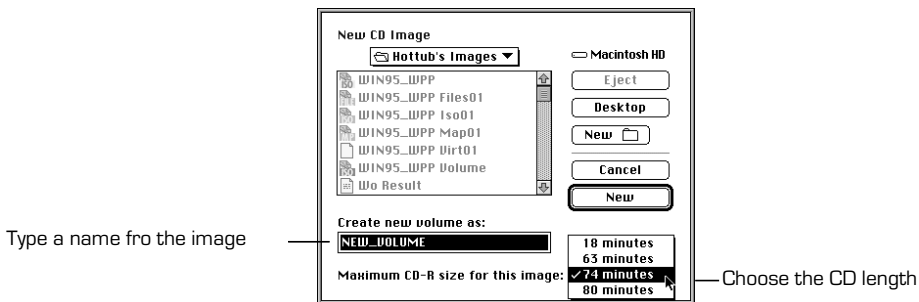 New CD Image
Hottub's Images
Macintosh HD
WIN95_WPP
WIN95_WPP Files01
WIN95_WPP Iso01
WIN95_WPP Map01
WIN95_WPP Virt01
WIN95_WPP Volume
Wo Result
Eject
Desktop
New
Cancel
New
Create new volume as:
Type a name fro the image
NEW_VOLUME
Maximum CD-R size for this image:
18 minutes
63 minutes
✓74 minutes
80 minutes
Choose the CD length